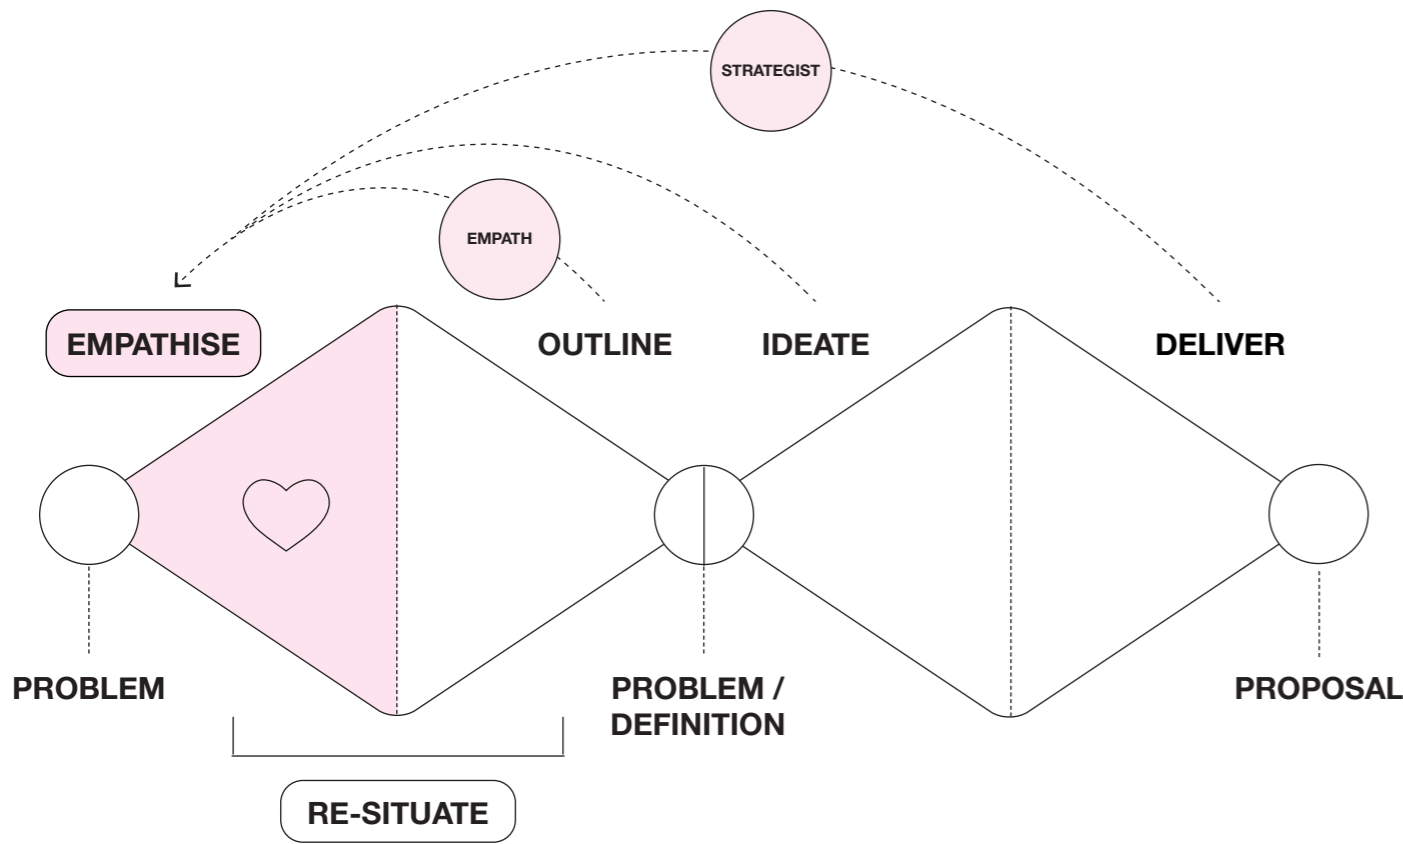 STRATEGIST
EMPATH
EMPATHISE
OUTLINE
IDEATE
DELIVER
PROBLEM
PROBLEM /
DEFINITION
PROPOSAL
RE-SITUATE